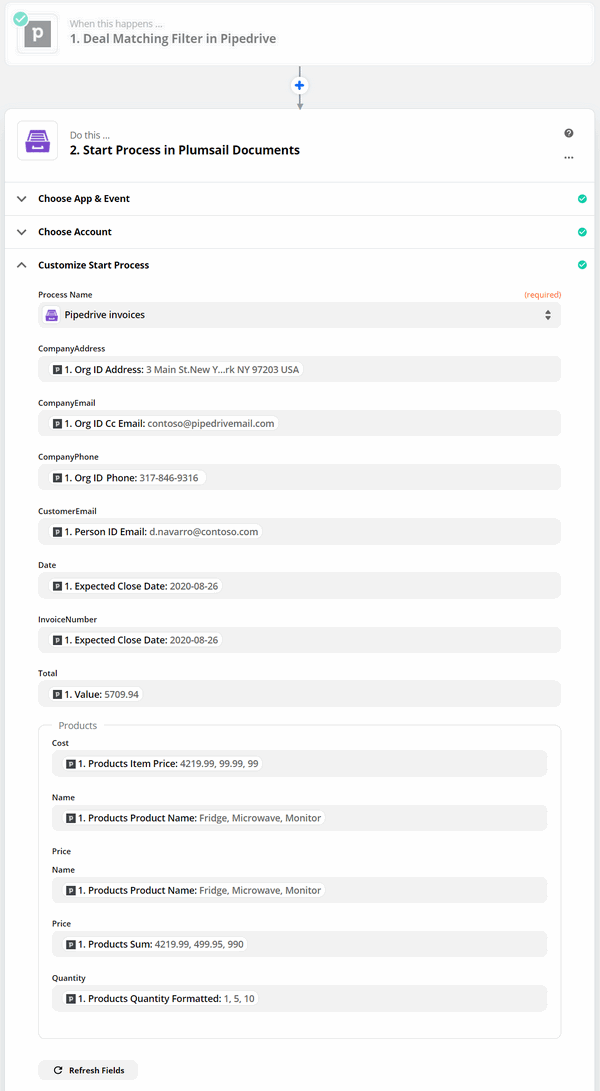 p
When this happens ...
1. Deal Matching Filter in Pipedrive
Do this ...
2. Start Process in Plumsail Documents
Choose App & Event
Choose Account
Customize Start Process
Process Name (required)
Pipedrive invoices
CompanyAddress
p 1. Org ID Address: 3 Main St.New Y...rk NY 97203 USA
CompanyEmail
p 1. Org ID Cc Email: contoso@pipedrivemail.com
CompanyPhone
p 1. Org ID Phone: 317-846-9316
CustomerEmail
p 1. Person ID Email: d.navarro@contoso.com
Date
p 1. Expected Close Date: 2020-08-26
InvoiceNumber
p 1. Expected Close Date: 2020-08-26
Total
p 1. Value: 5709.94
Products
Cost
p 1. Products Item Price: 4219.99, 99.99, 99
Name
p 1. Products Product Name: Fridge, Microwave, Monitor
Price
Name
p 1. Products Product Name: Fridge, Microwave, Monitor
Price
p 1. Products Sum: 4219.99, 499.95, 990
Quantity
p 1. Products Quantity Formatted: 1, 5, 10
Refresh Fields